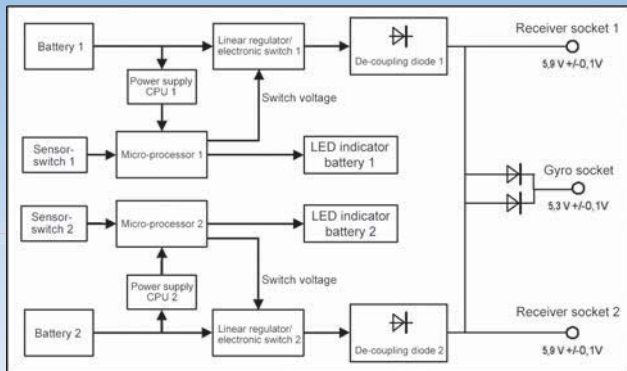 Battery 1
Linear regulator/
electronic switch 1
De-coupling diode 1
Receiver socket 1
5,9 V +/-0,1V
Power supply
CPU 1
Switch voltage
Sensor-
switch 1
Micro-processor 1
LED indicator
battery 1
Gyro socket
5,3 V +/-0,1V
Sensor-
switch 2
Micro-processor 2
LED indicator
battery 2
Switch voltage
Power supply
CPU 2
Battery 2
Linear regulator/
electronic switch 2
De-coupling diode 2
Receiver socket 2
5,9 V +/-0,1V